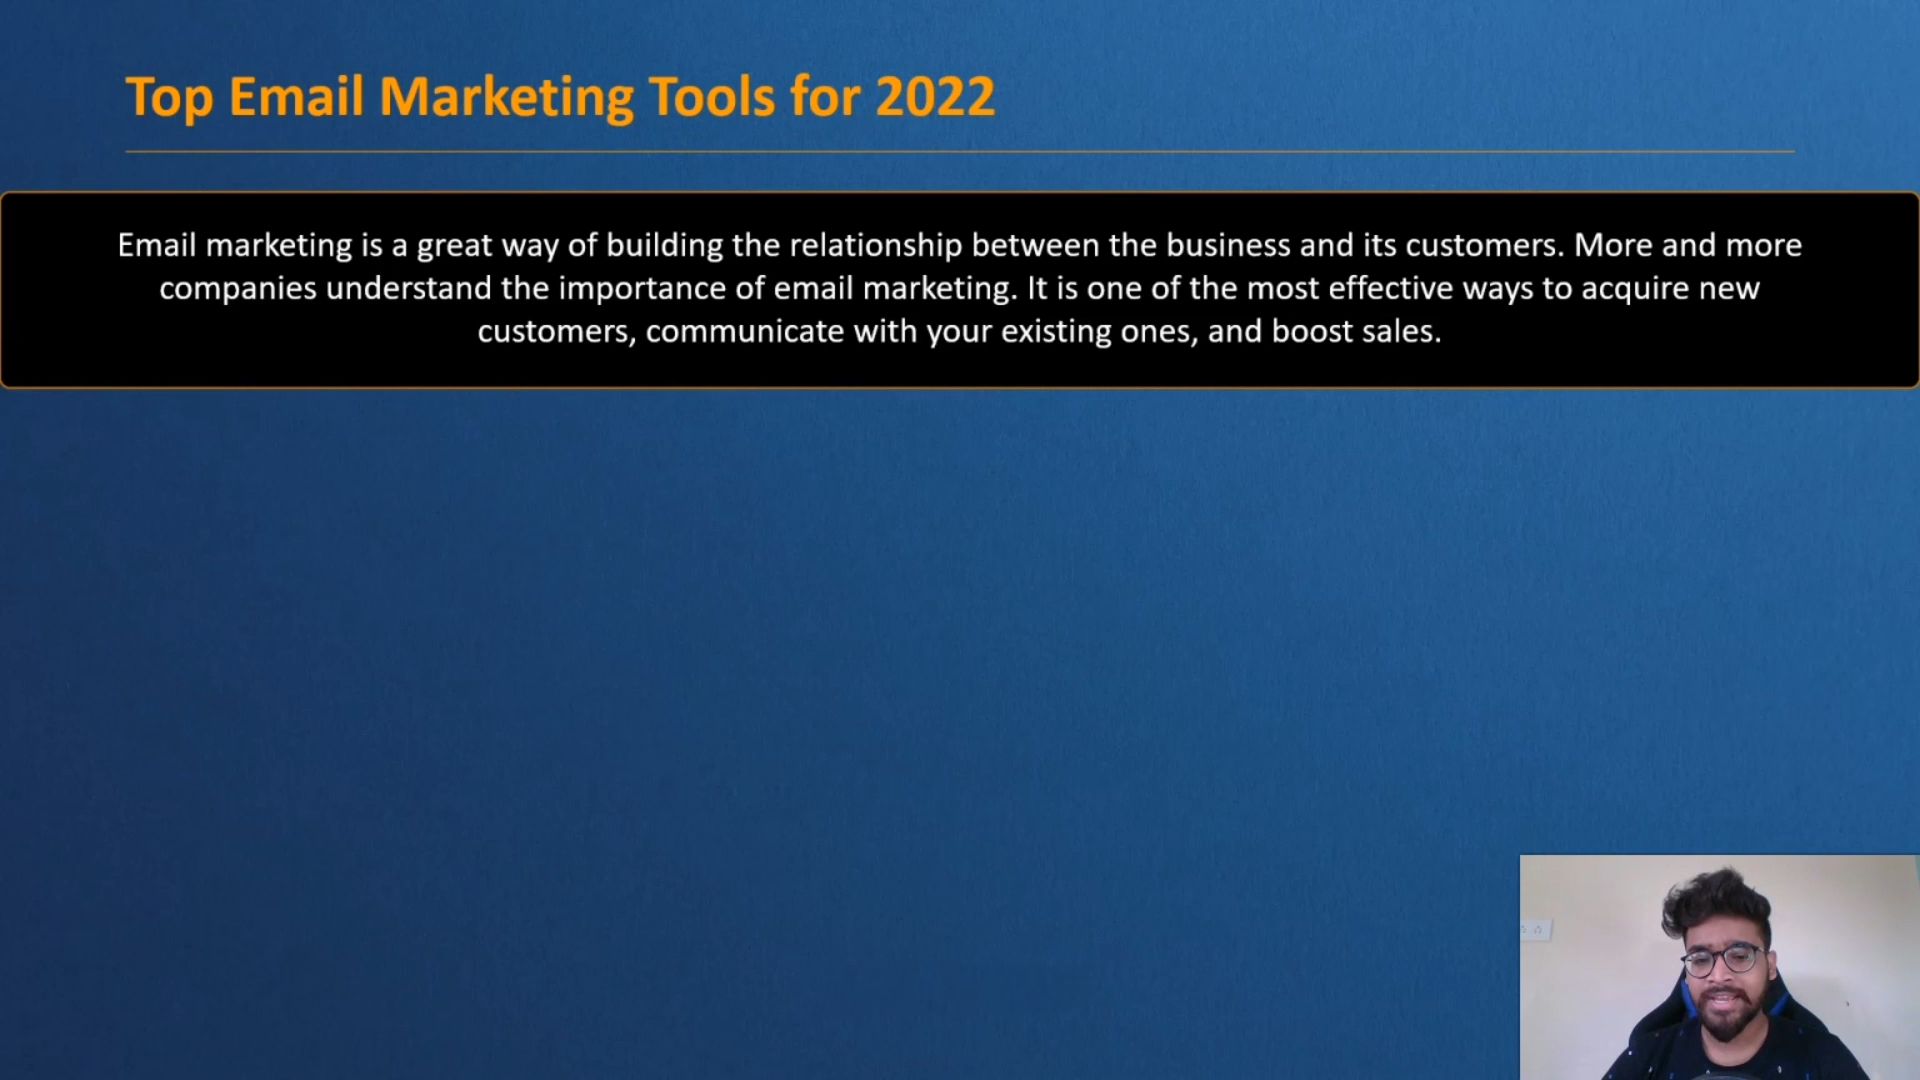 Top Email Marketing Tools for 2022
Email marketing is a great way of building the relationship between the business and its customers. More and more
companies understand the importance of email marketing. It is one of the most effective ways to acquire new
customers, communicate with your existing ones, and boost sales.